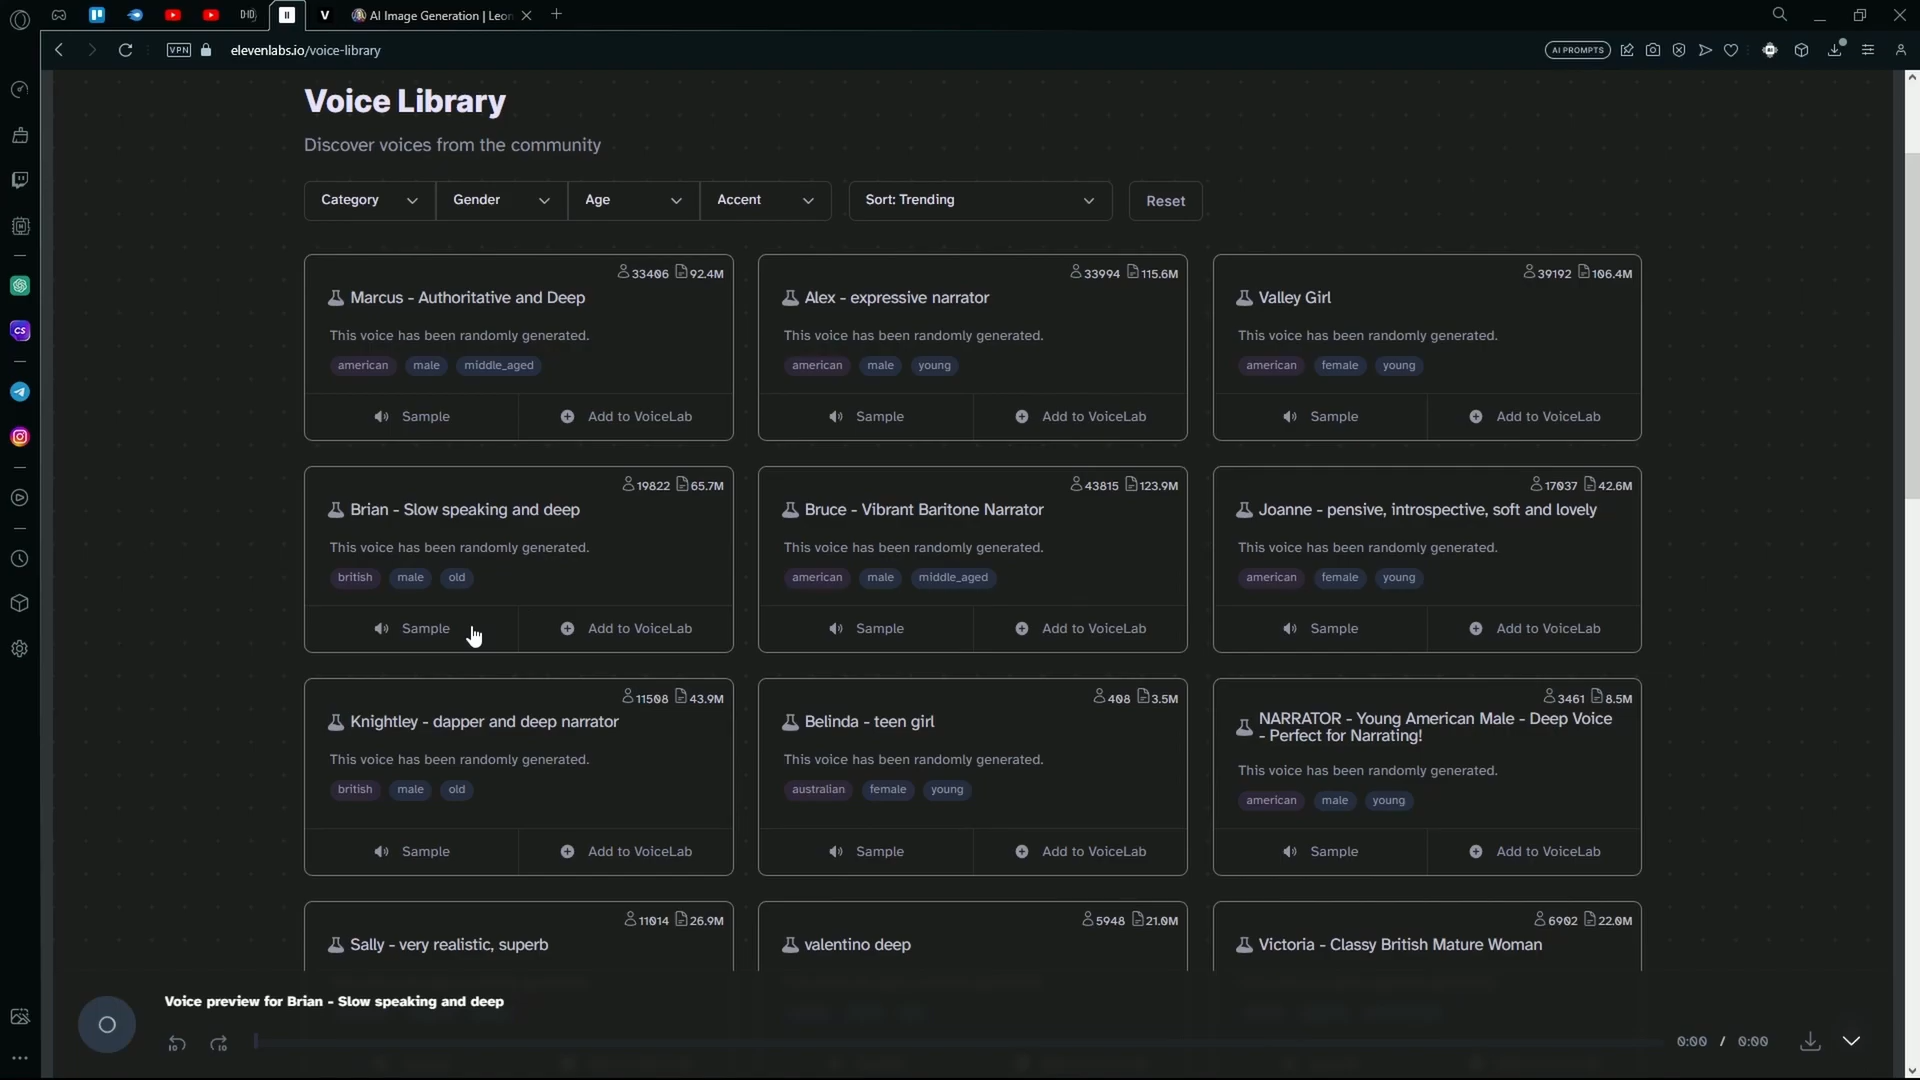 AI Image Generation | Leon
VPN
elevenlabs.io/voice-library
AI PROMPTS
Voice Library
Discover voices from the community
Category
Gender
Age
Accent
Sort: Trending
Reset
33406 92.4M
Marcus - Authoritative and Deep
This voice has been randomly generated.
american male middle_aged
Sample Add to VoiceLab
33994 115.6M
Alex - expressive narrator
This voice has been randomly generated.
american male young
Sample Add to VoiceLab
39192 106.4M
Valley Girl
This voice has been randomly generated.
american female young
Sample Add to VoiceLab
19822 65.7M
Brian - Slow speaking and deep
This voice has been randomly generated.
british male old
Sample Add to VoiceLab
43815 123.9M
Bruce - Vibrant Baritone Narrator
This voice has been randomly generated.
american male middle_aged
Sample Add to VoiceLab
17037 42.6M
Joanne - pensive, introspective, soft and lovely
This voice has been randomly generated.
american female young
Sample Add to VoiceLab
11508 43.9M
Knightley - dapper and deep narrator
This voice has been randomly generated.
british male old
Sample Add to VoiceLab
408 3.5M
Belinda - teen girl
This voice has been randomly generated.
australian female young
Sample Add to VoiceLab
3461 8.5M
NARRATOR - Young American Male - Deep Voice
- Perfect for Narrating!
This voice has been randomly generated.
american male young
Sample Add to VoiceLab
11014 26.9M
Sally - very realistic, superb
5948 21.0M
valentino deep
6902 22.0M
Victoria - Classy British Mature Woman
Voice preview for Brian - Slow speaking and deep
10 10
0:00 / 0:00